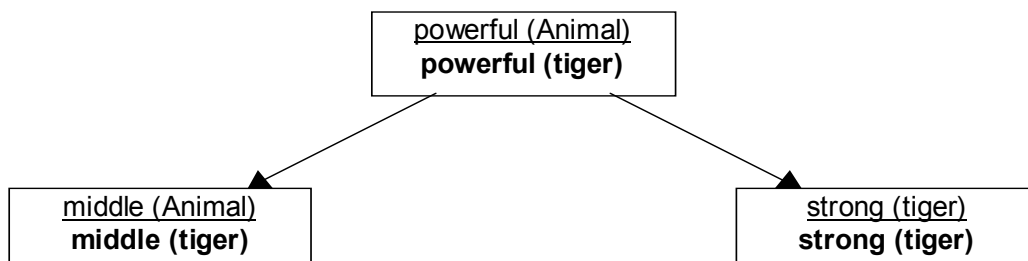 powerful (Animal)
powerful (tiger)
middle (Animal)
middle (tiger)
strong (tiger)
strong (tiger)